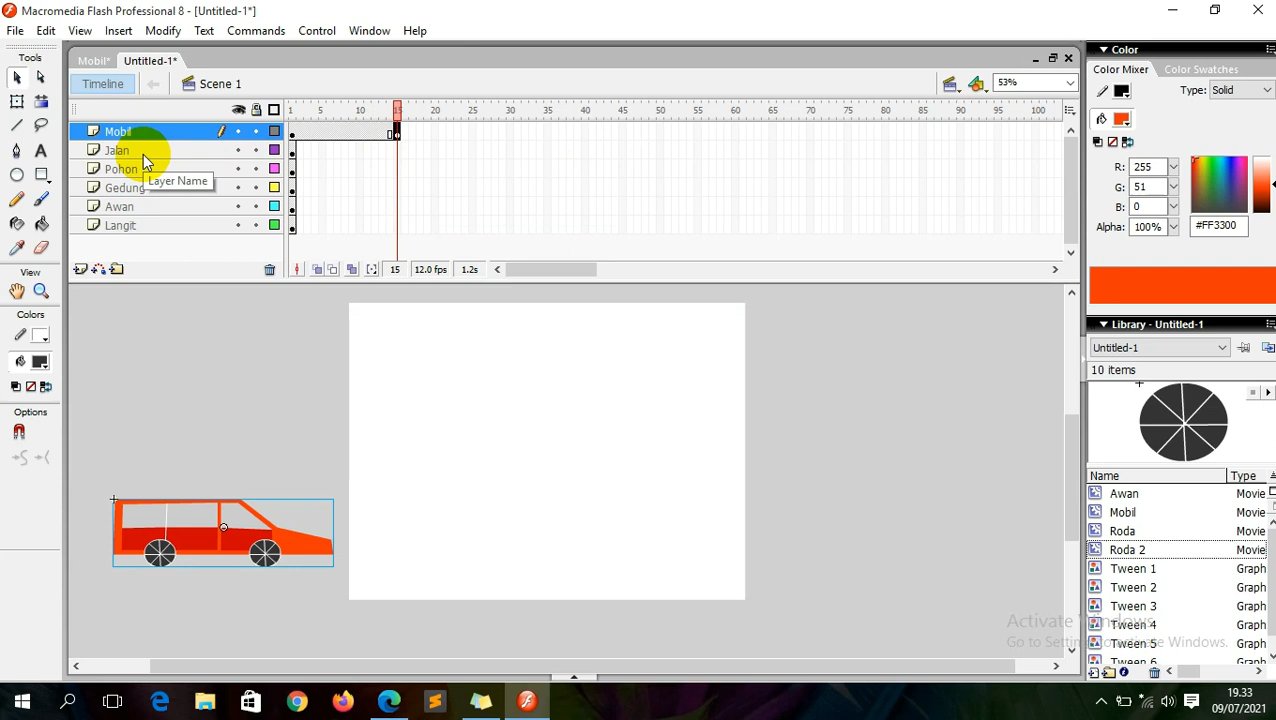 Macromedia Flash Professional 8 - [Untitled-1*]
File Edit View Insert Modify Text Commands Control Window Help
Tools
Mobil* Untitled-1*
Timeline Scene 1 53%
1 5 10 15 20 25 30 35 40 45 50 55 60 65 70 75 80 85 90 95 100
Mobil
Jalan
Pohon
Layer Name
Gedung
Awan
Langit
15 12.0 fps 1.2s
View
Colors
Options
Color
Color Mixer Color Swatches
Type: Solid
R: 255
G: 51
B: 0
Alpha: 100% #FF3300
Library - Untitled-1
Untitled-1
10 items
Name Type
Awan Movie
Mobil Movie
Roda Movie
Roda 2 Movie
Tween 1 Graph
Tween 2 Graph
Tween 3 Graph
Tween 4 Graph
Tween 5 Graph
Tween 6 Graph
Activate Windows
Go to Settings to activate Windows.
19.33
09/07/2021